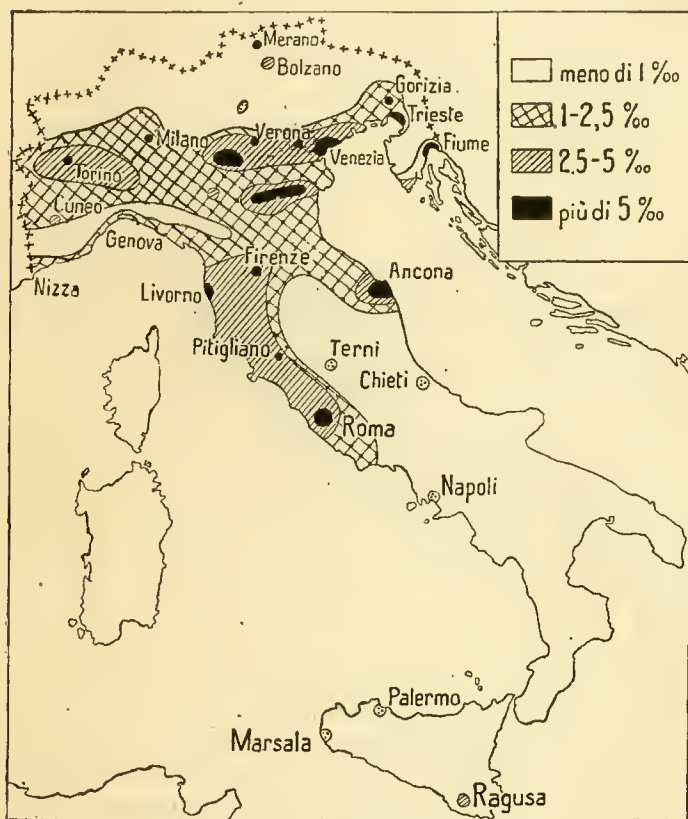 Merano
Bolzano
Gorizia
Trieste
Milano
Verona
Fiume
Venezia
Torino
Cuneo
Genova
Firenze
Nizza
Livorno
Ancona
Pitigliano
Terni
Chieti
Roma
Napoli
Palermo
Marsala
Ragusa
meno di 1 ‰
1-2,5 ‰
2,5-5 ‰
più di 5 ‰